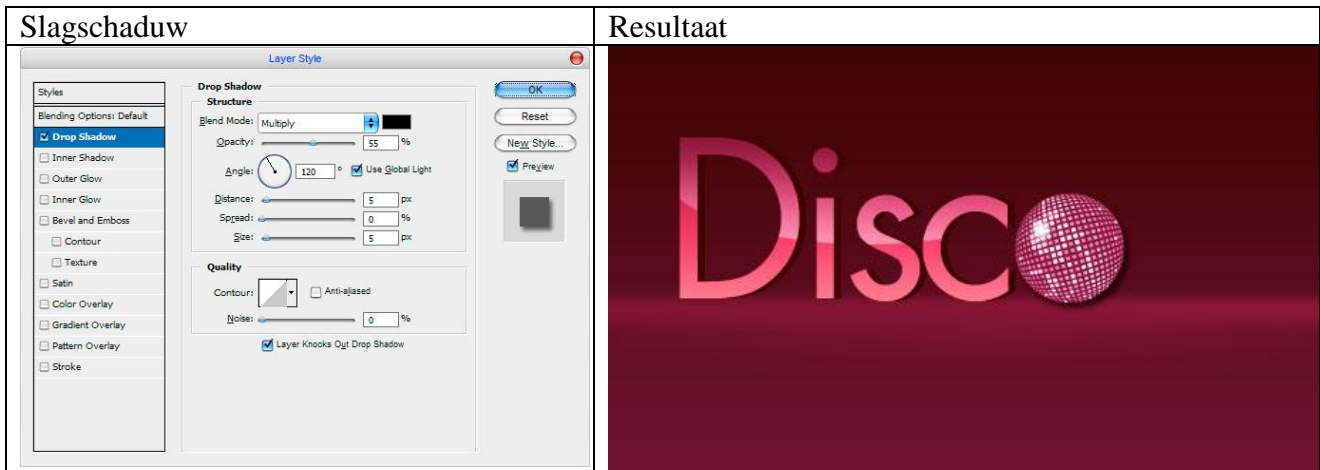 Slagschaduw
Resultaat
Layer Style
Styles
Blending Options: Default
Drop Shadow
Inner Shadow
Outer Glow
Inner Glow
Bevel and Emboss
Contour
Texture
Satin
Color Overlay
Gradient Overlay
Pattern Overlay
Stroke
Drop Shadow
Structure
Blend Mode: Multiply
Opacity: 55 %
Angle: 120 ° Use Global Light
Distance: 5 px
Spread: 0 %
Size: 5 px
Quality
Contour: Anti-aliased
Noise: 0 %
Layer Knocks Out Drop Shadow
OK
Reset
New Style...
Preview
Disco